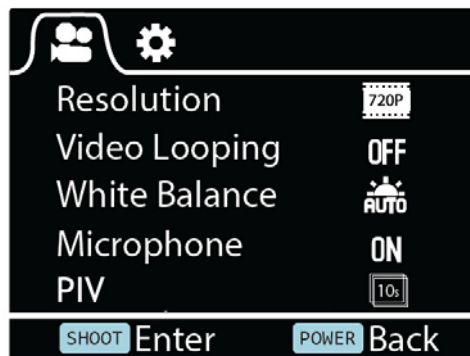 Resolution 720P
Video Looping OFF
White Balance AUTO
Microphone ON
PIV 10s
SHOOT Enter POWER Back